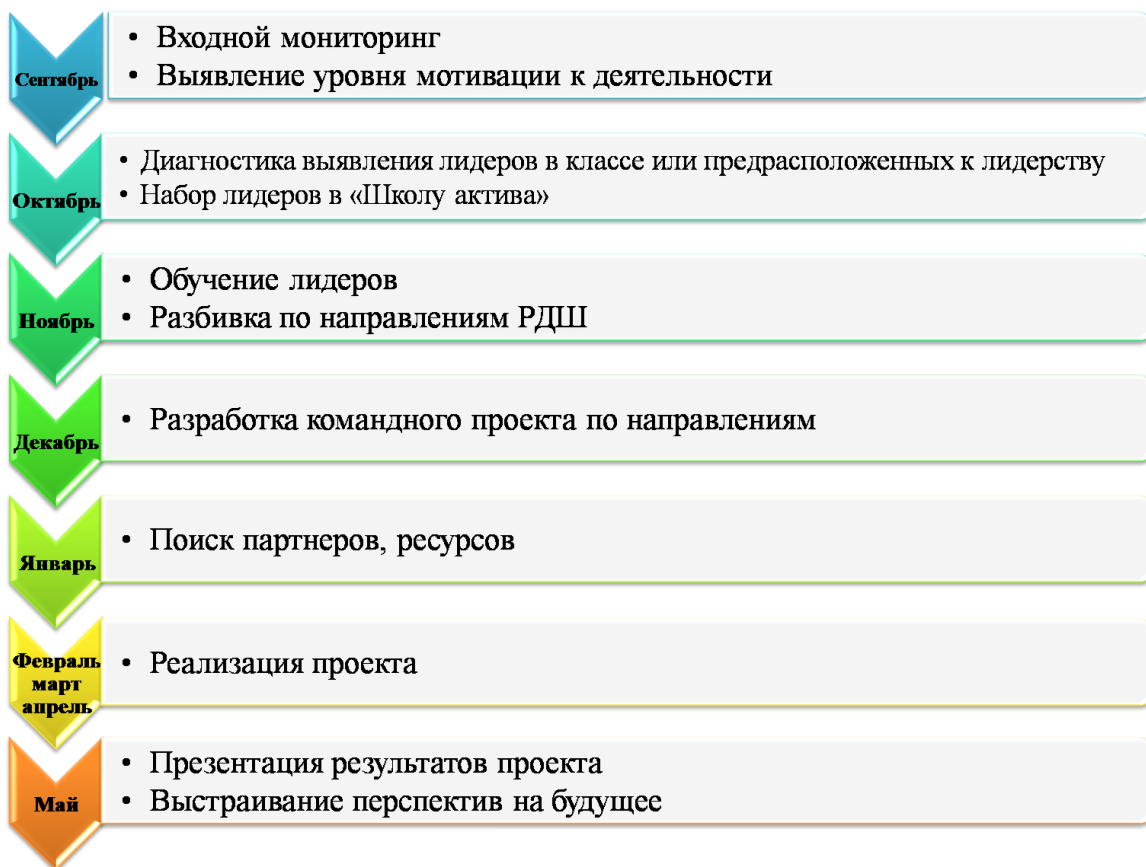 Сентябрь
• Входной мониторинг
• Выявление уровня мотивации к деятельности
Октябрь
• Диагностика выявления лидеров в классе или предрасположенных к лидерству
• Набор лидеров в «Школу актива»
Ноябрь
• Обучение лидеров
• Разбивка по направлениям РДШ
Декабрь
• Разработка командного проекта по направлениям
Январь
• Поиск партнеров, ресурсов
Февраль
март
апрель
• Реализация проекта
Май
• Презентация результатов проекта
• Выстраивание перспектив на будущее